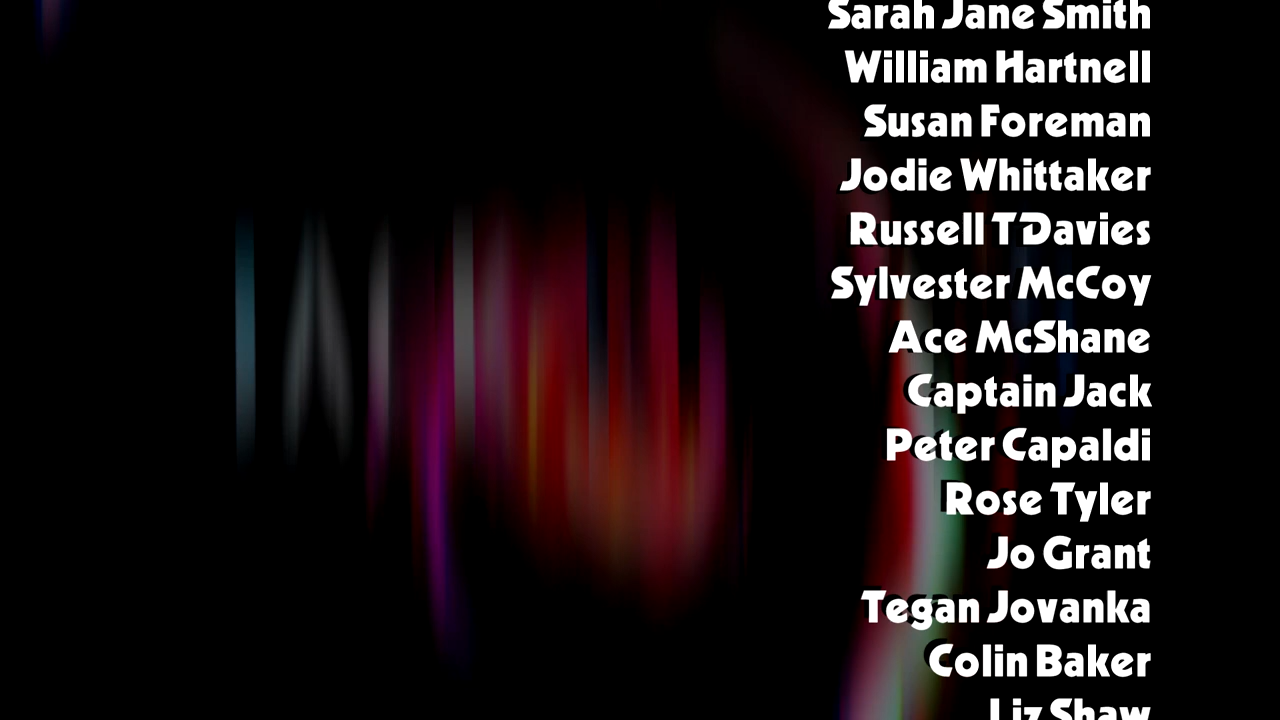 Sarah Jane Smith
William Hartnell
Susan Foreman
Jodie Whittaker
Russell T Davies
Sylvester McCoy
Ace McShane
Captain Jack
Peter Capaldi
Rose Tyler
Jo Grant
Tegan Jovanka
Colin Baker
Liz Shaw